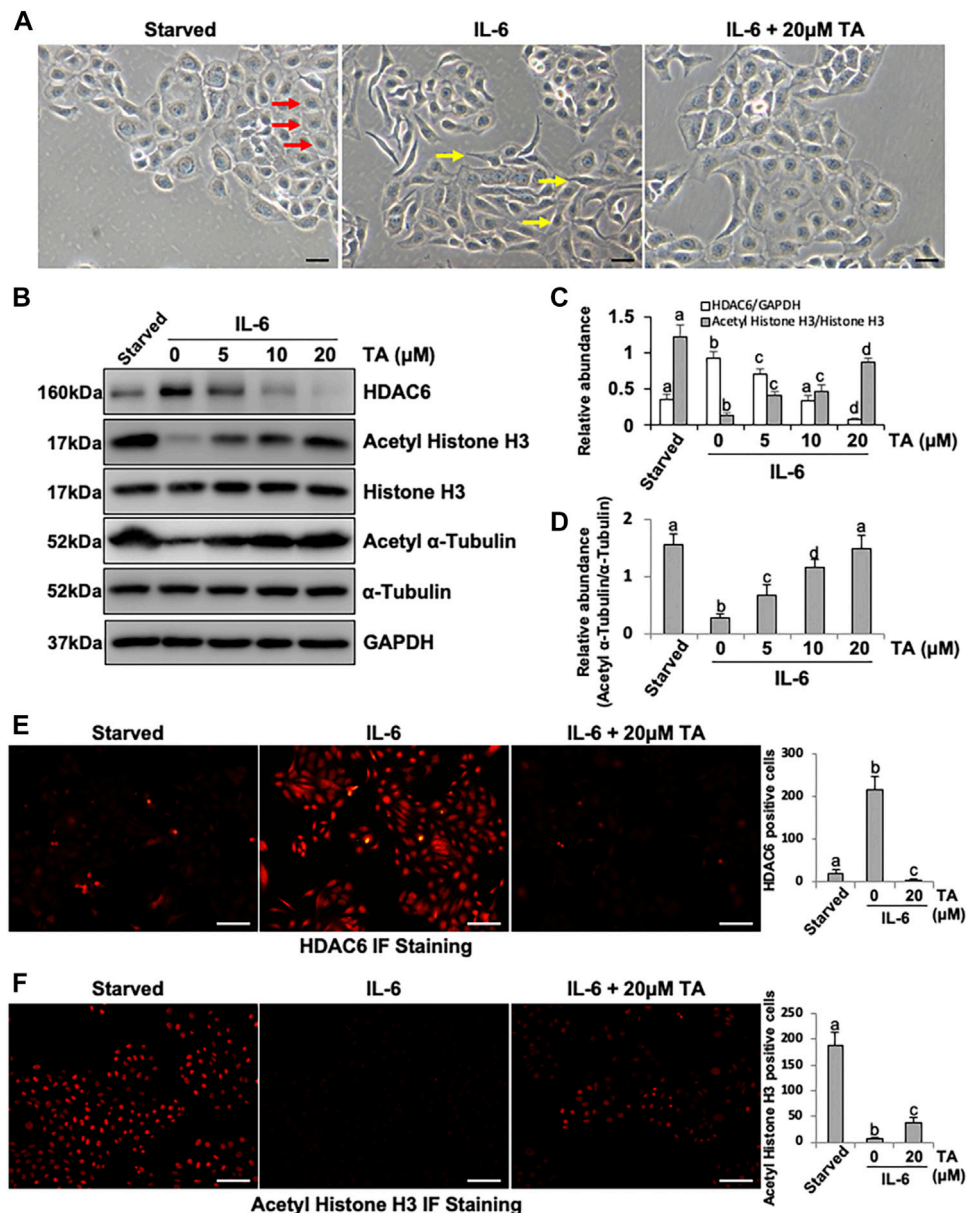 A
Starved
IL-6
IL-6 + 20μM TA
B
Starved
IL-6
0 5 10 20 TA (μM)
160kDa HDAC6
17kDa Acetyl Histone H3
17kDa Histone H3
52kDa Acetyl α-Tubulin
52kDa α-Tubulin
37kDa GAPDH
C
HDAC6/GAPDH
Acetyl Histone H3/Histone H3
Relative abundance
1.5
1
0.5
0
a a b b c c a c d d
Starved 0 5 10 20 TA (μM)
IL-6
D
Relative abundance
(Acetyl α-Tubulin/α-Tubulin)
2
1
0
a b c d a
Starved 0 5 10 20 TA (μM)
IL-6
E
Starved
IL-6
IL-6 + 20μM TA
HDAC6 IF Staining
HDAC6 positive cells
300
200
100
0
a b c
Starved 0 20 TA
IL-6 (μM)
F
Starved
IL-6
IL-6 + 20μM TA
Acetyl Histone H3 IF Staining
Acetyl Histone H3 positive cells
250
200
150
100
50
0
a b c
Starved 0 20 TA
IL-6 (μM)